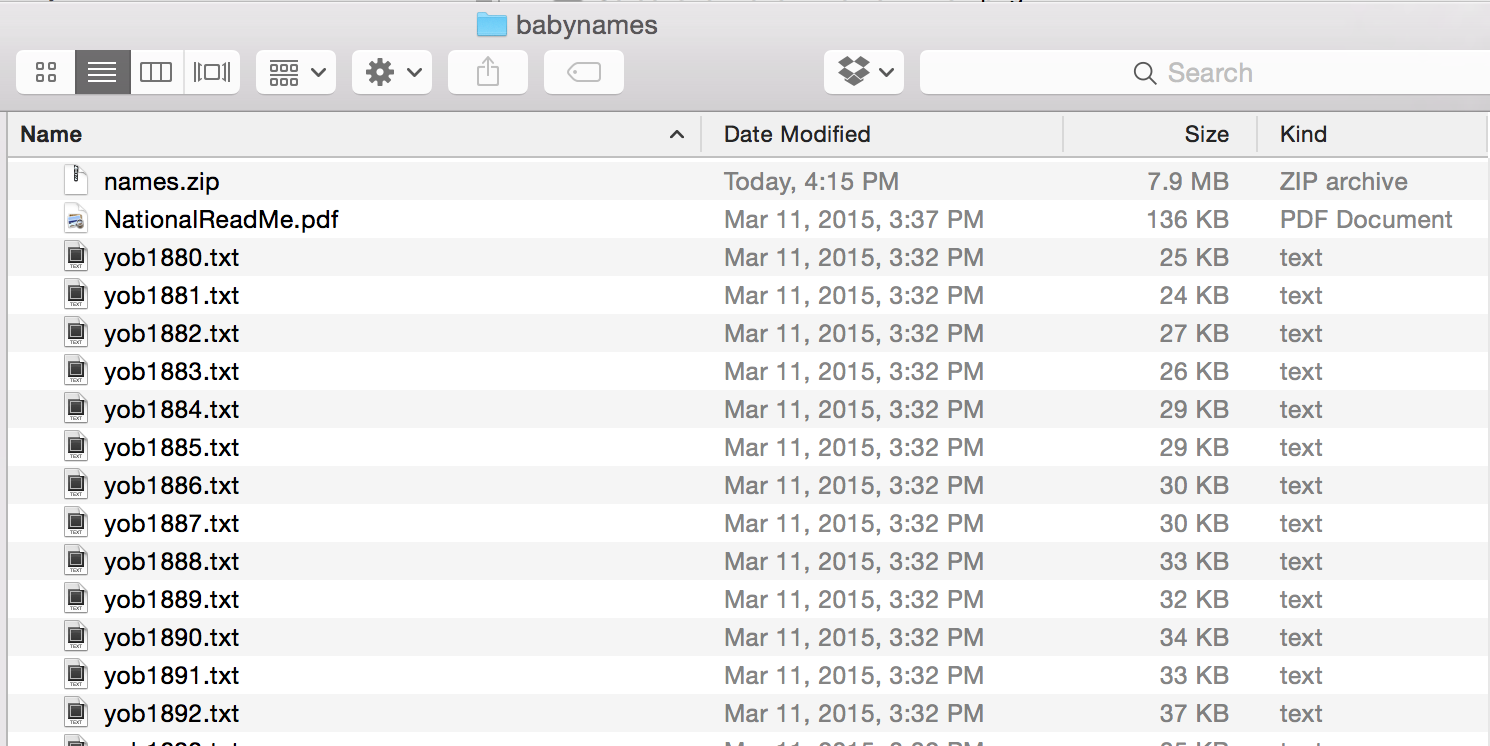 babynames
Search
Name Date Modified Size Kind
names.zip Today, 4:15 PM 7.9 MB ZIP archive
NationalReadMe.pdf Mar 11, 2015, 3:37 PM 136 KB PDF Document
yob1880.txt Mar 11, 2015, 3:32 PM 25 KB text
yob1881.txt Mar 11, 2015, 3:32 PM 24 KB text
yob1882.txt Mar 11, 2015, 3:32 PM 27 KB text
yob1883.txt Mar 11, 2015, 3:32 PM 26 KB text
yob1884.txt Mar 11, 2015, 3:32 PM 29 KB text
yob1885.txt Mar 11, 2015, 3:32 PM 29 KB text
yob1886.txt Mar 11, 2015, 3:32 PM 30 KB text
yob1887.txt Mar 11, 2015, 3:32 PM 30 KB text
yob1888.txt Mar 11, 2015, 3:32 PM 33 KB text
yob1889.txt Mar 11, 2015, 3:32 PM 32 KB text
yob1890.txt Mar 11, 2015, 3:32 PM 34 KB text
yob1891.txt Mar 11, 2015, 3:32 PM 33 KB text
yob1892.txt Mar 11, 2015, 3:32 PM 37 KB text